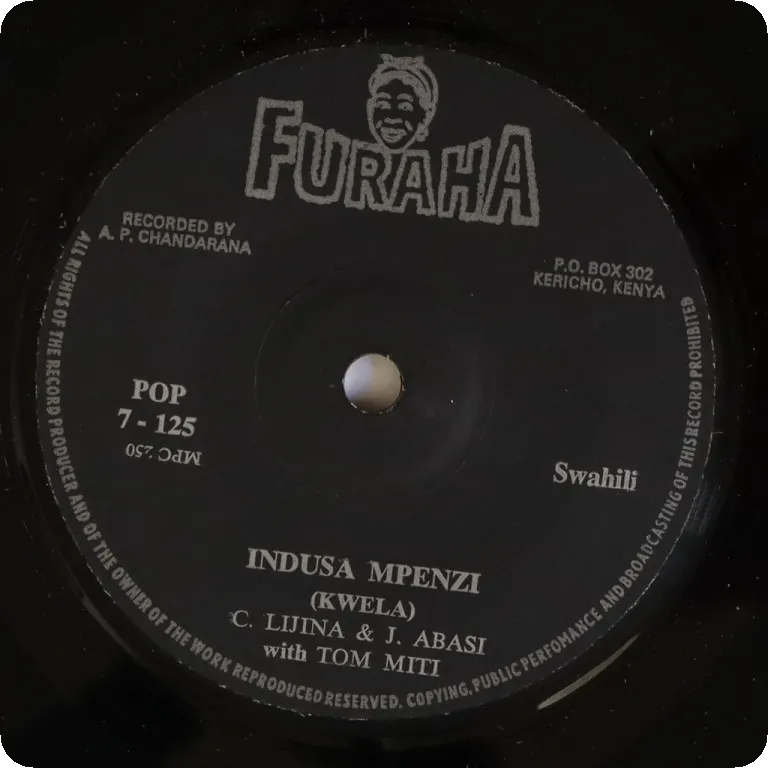 FURAHA
RECORDED BY
A. P. CHANDARANA
P.O. BOX 302
KERICHO, KENYA
POP
7 - 125
MPC 250
Swahili
INDUSA MPENZI
(KWELA)
C. LIJINA & J. ABASI
with TOM MITI
ALL RIGHTS OF THE RECORD PRODUCER AND OF THE OWNER OF THE WORK REPRODUCED RESERVED. COPYING, PUBLIC PERFOMANCE AND BROADCASTING OF THIS RECORD PROHIBITED